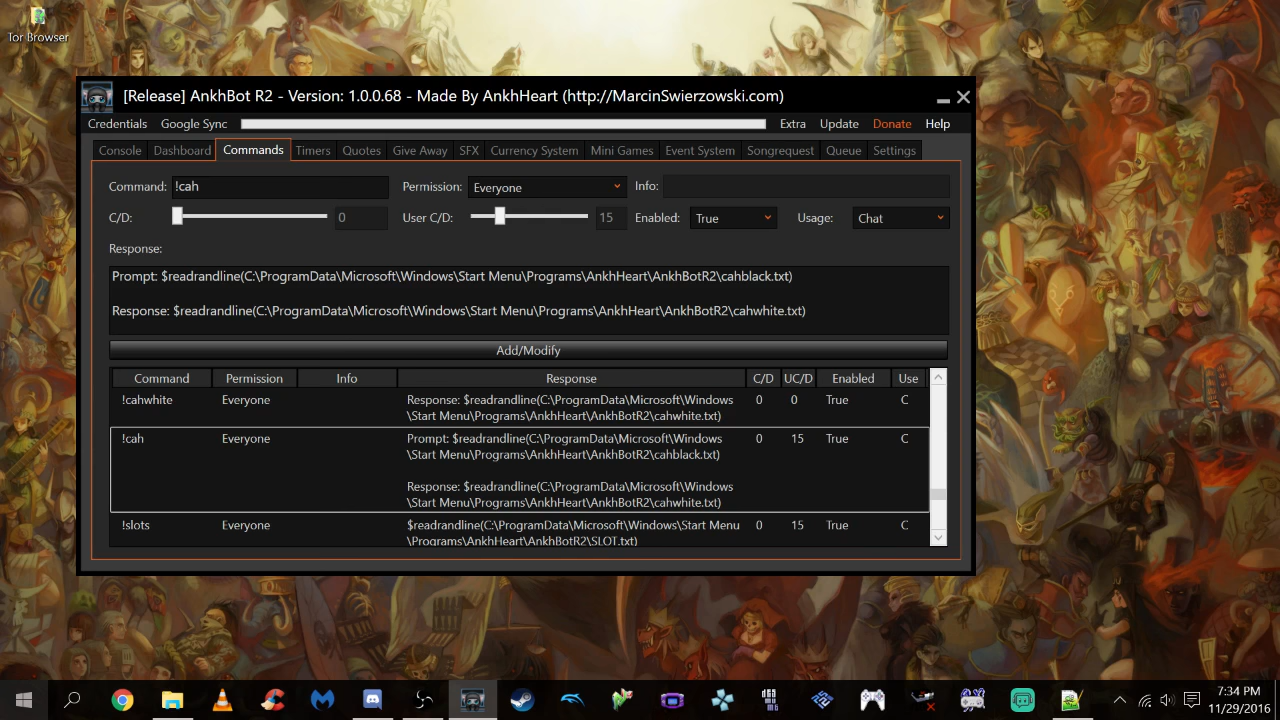 Tor Browser
[Release] AnkhBot R2 - Version: 1.0.0.68 - Made By AnkhHeart (http://MarcinSwierzowski.com)
Credentials Google Sync Extra Update Donate Help
Console Dashboard Commands Timers Quotes Give Away SFX Currency System Mini Games Event System Songrequest Queue Settings
Command: !cah Permission: Everyone Info:
C/D: 0 User C/D: 15 Enabled: True Usage: Chat
Response:
Prompt: $readrandline(C:\ProgramData\Microsoft\Windows\Start Menu\Programs\AnkhHeart\AnkhBotR2\cahblack.txt)
Response: $readrandline(C:\ProgramData\Microsoft\Windows\Start Menu\Programs\AnkhHeart\AnkhBotR2\cahwhite.txt)
Add/Modify
Command Permission Info Response C/D UC/D Enabled Use
!cahwhite Everyone Response: $readrandline(C:\ProgramData\Microsoft\Windows 0 0 True C
\Start Menu\Programs\AnkhHeart\AnkhBotR2\cahwhite.txt)
!cah Everyone Prompt: $readrandline(C:\ProgramData\Microsoft\Windows 0 15 True C
\Start Menu\Programs\AnkhHeart\AnkhBotR2\cahblack.txt)
Response: $readrandline(C:\ProgramData\Microsoft\Windows
\Start Menu\Programs\AnkhHeart\AnkhBotR2\cahwhite.txt)
!slots Everyone $readrandline(C:\ProgramData\Microsoft\Windows\Start Menu 0 15 True C
\Programs\AnkhHeart\AnkhBotR2\SLOT.txt)
7:34 PM
11/29/2016